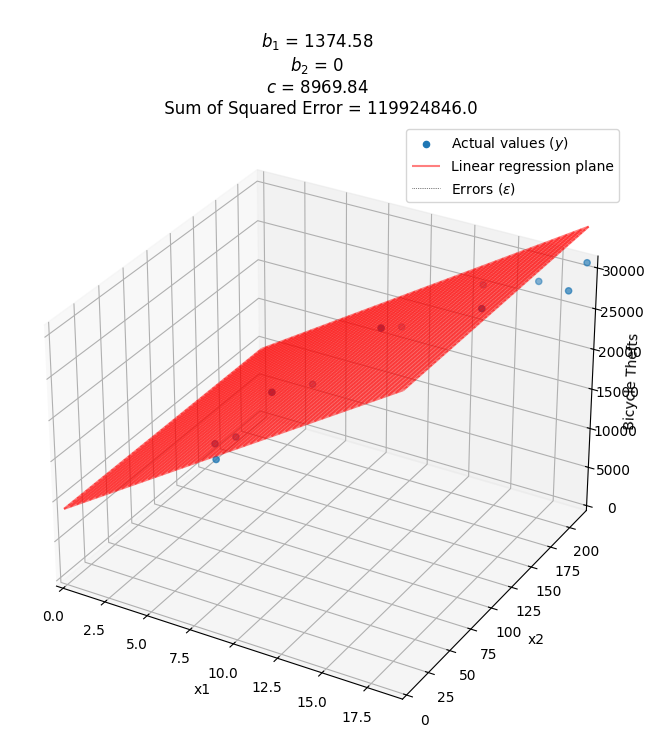 b₁ = 1374.58
b₂ = 0
c = 8969.84
Sum of Squared Error = 119924846.0
Actual values (y)
Linear regression plane
Errors (ε)
30000
25000
20000
15000
10000
5000
0
Bicycle Thefts
200
175
150
125
100
75
50
25
0
x2
0.0
2.5
5.0
7.5
10.0
12.5
15.0
17.5
x1